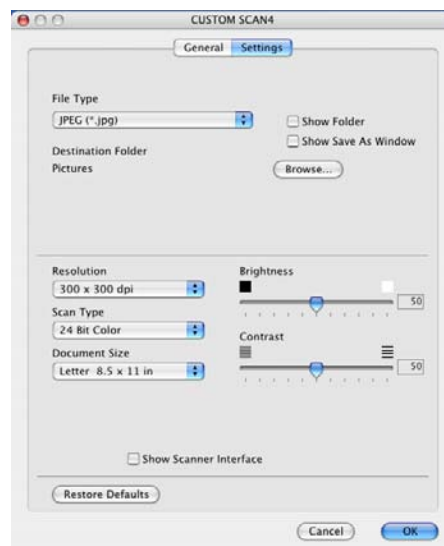 CUSTOM SCAN4
General Settings
File Type
JPEG (*.jpg)
Show Folder
Show Save As Window
Destination Folder
Pictures
Browse...
Resolution
300 x 300 dpi
Brightness
50
Scan Type
24 Bit Color
Contrast
50
Document Size
Letter 8.5 x 11 in
Show Scanner Interface
Restore Defaults
Cancel OK